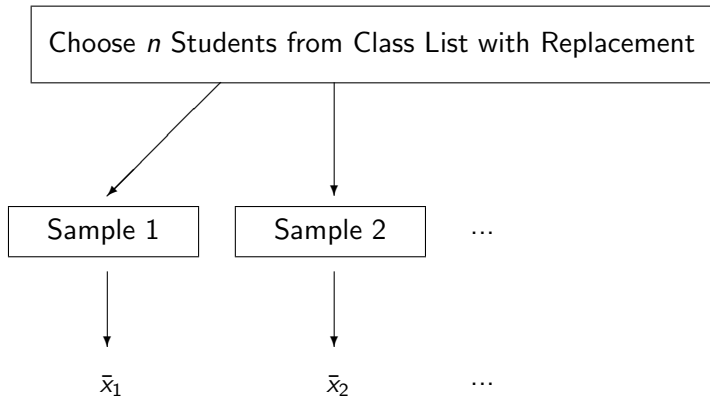 Choose n Students from Class List with Replacement
Sample 1 Sample 2 ...
x̄₁ x̄₂ ...